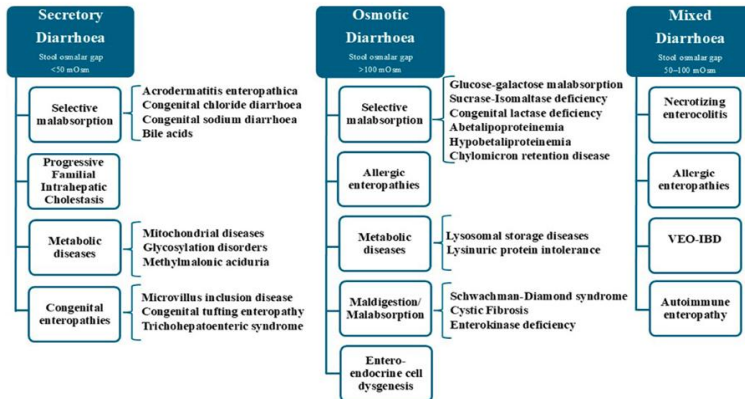 Secretory
Diarrhoea
Stool osmalar gap
<50 mOsm
Selective
malabsorption
Acrodermatitis enteropathica
Congenital chloride diarrhoea
Congenital sodium diarrhoea
Bile acids
Progressive
Familial
Intrahepatic
Cholestasis
Metabolic
diseases
Mitochondrial diseases
Glycosylation disorders
Methylmalonic aciduria
Congenital
enteropathies
Microvillus inclusion disease
Congenital tufting enteropathy
Trichohepatoenteric syndrome
Osmotic
Diarrhoea
Stool osmalar gap
>100 mOsm
Selective
malabsorption
Glucose-galactose malabsorption
Sucrase-Isomaltase deficiency
Congenital lactase deficiency
Abetalipoproteinemia
Hypobetaliproteinemia
Chylomicron retention disease
Allergic
enteropathies
Metabolic
diseases
Lysosomal storage diseases
Lysinuric protein intolerance
Maldigestion/
Malabsorption
Schwachman-Diamond syndrome
Cystic Fibrosis
Enterokinase deficiency
Entero-
endocrine cell
dysgenesis
Mixed
Diarrhoea
Stool osmalar gap
50–100 mOsm
Necrotizing
enterocolitis
Allergic
enteropathies
VEO-IBD
Autoimmune
enteropathy